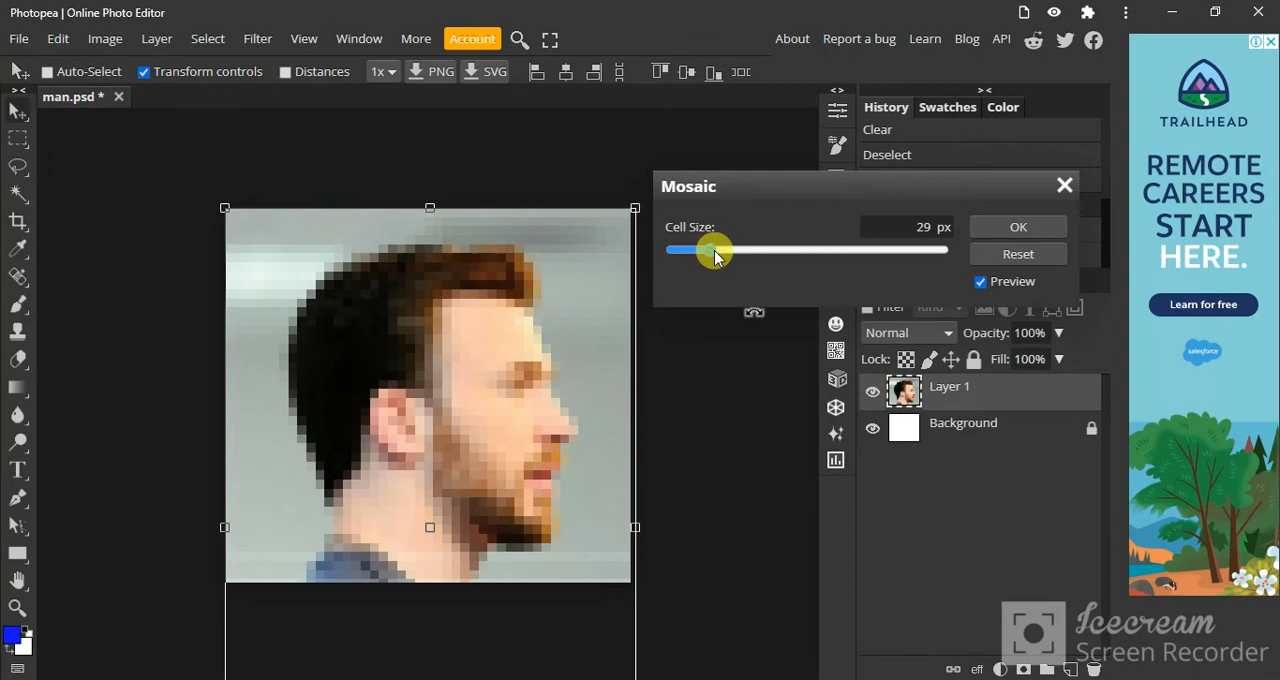 Photopea | Online Photo Editor
File Edit Image Layer Select Filter View Window More Account
About Report a bug Learn Blog API
Auto-Select Transform controls Distances 1x PNG SVG
man.psd *
History Swatches Color
Clear
Deselect
Mosaic
Cell Size: 29 px OK
Reset
Preview
Filter Kind
Normal Opacity: 100%
Lock: Fill: 100%
Layer 1
Background
eff
TRAILHEAD
REMOTE
CAREERS
START
HERE.
Learn for free
salesforce
Icecream
Screen Recorder